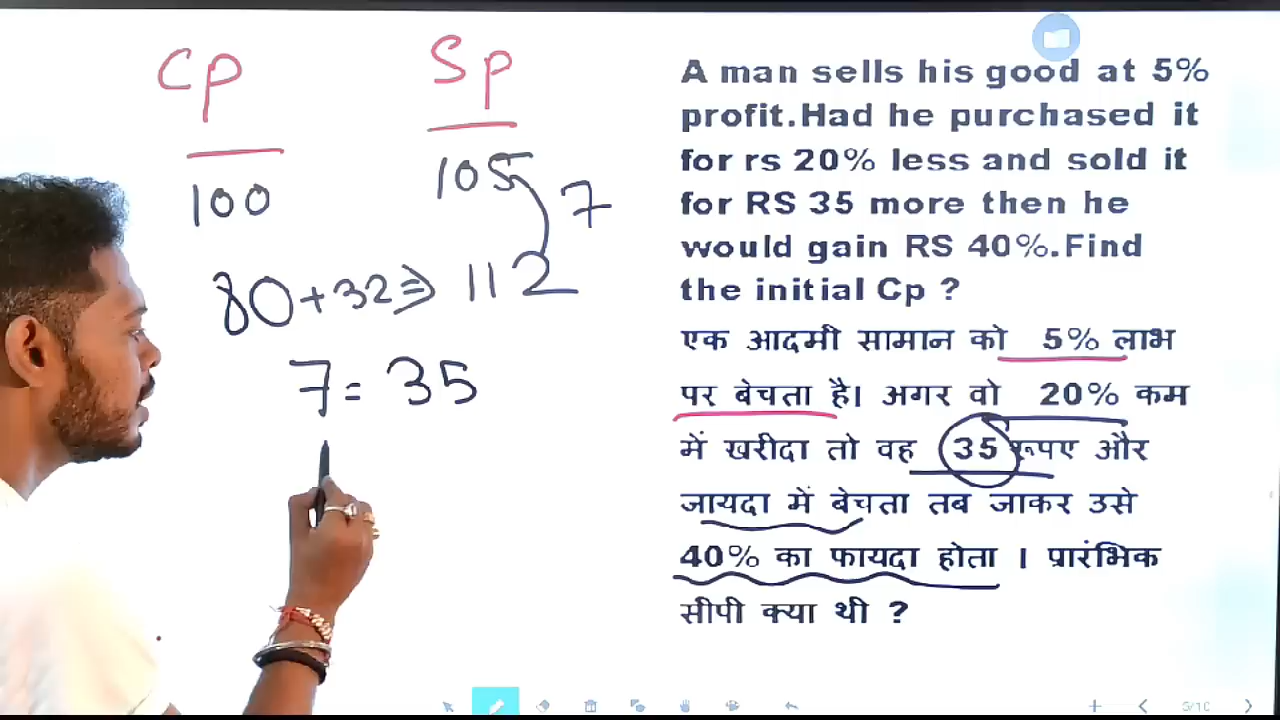 Cp Sp
100 105
7
80+32⇒ 112
7= 35
A man sells his good at 5%
profit.Had he purchased it
for rs 20% less and sold it
for RS 35 more then he
would gain RS 40%.Find
the initial Cp ?
एक आदमी सामान को 5% लाभ
पर बेचता है। अगर वो 20% कम
में खरीदा तो वह 35 रूपए और
जायदा में बेचता तब जाकर उसे
40% का फायदा होता । प्रारंभिक
सीपी क्या थी ?